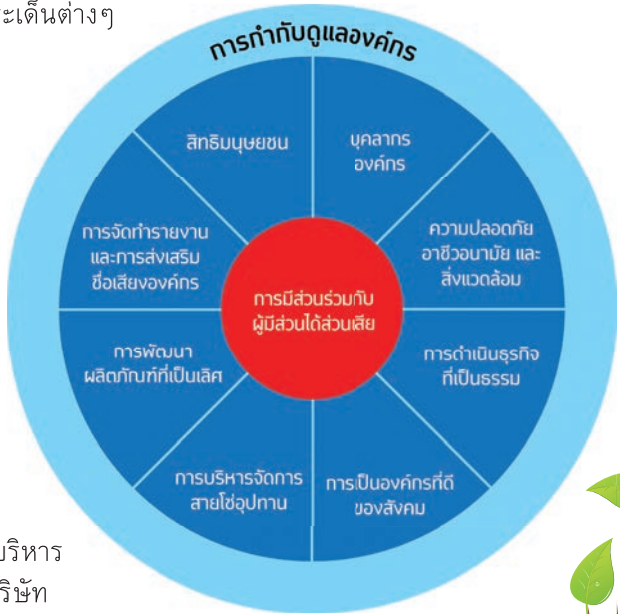 ระเด็นต่างๆ
การกำกับดูแลองค์กร
สิทธิมนุษยชน
บุคลากร
องค์กร
การจัดทำรายงาน
และการส่งเสริม
ชื่อเสียงองค์กร
ความปลอดภัย
อาชีวอนามัย และ
สิ่งแวดล้อม
การมีส่วนร่วมกับ
ผู้มีส่วนได้ส่วนเสีย
การพัฒนา
ผลิตภัณฑ์ที่เป็นเลิศ
การดำเนินธุรกิจ
ที่เป็นธรรม
การบริหารจัดการ
สายโซ่อุปทาน
การเป็นองค์กรที่ดี
ของสังคม
บริหาร
ริษัท